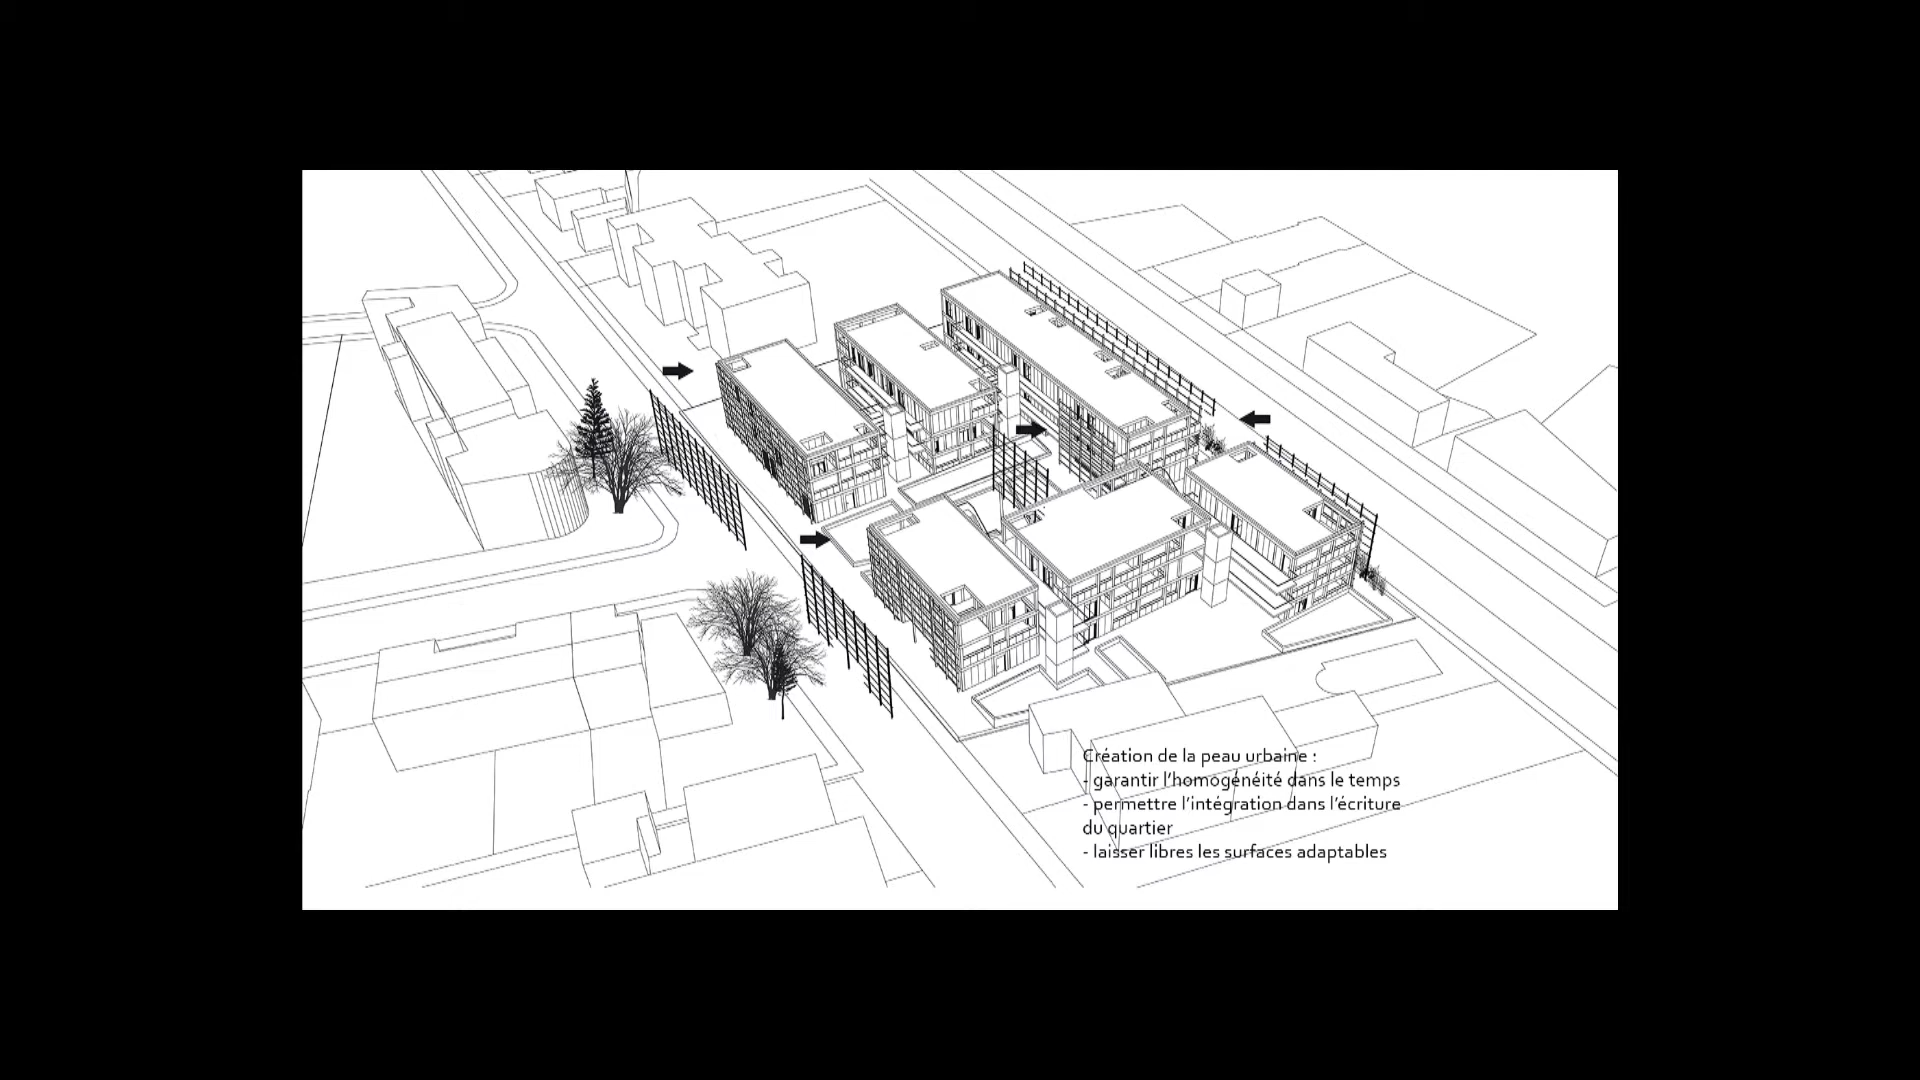 Création de la peau urbaine :
- garantir l'homogénéité dans le temps
- permettre l'intégration dans l'écriture
du quartier
- laisser libres les surfaces adaptables